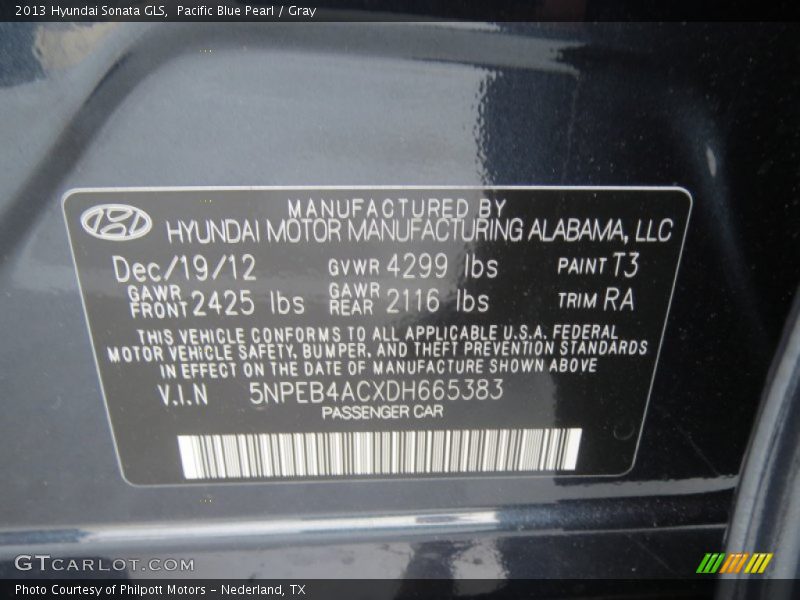 2013 Hyundai Sonata GLS, Pacific Blue Pearl / Gray
MANUFACTURED BY
HYUNDAI MOTOR MANUFACTURING ALABAMA, LLC
Dec/19/12 GVWR 4299 lbs PAINT T3
GAWR FRONT 2425 lbs GAWR REAR 2116 lbs TRIM RA
THIS VEHICLE CONFORMS TO ALL APPLICABLE U.S.A. FEDERAL
MOTOR VEHICLE SAFETY, BUMPER, AND THEFT PREVENTION STANDARDS
IN EFFECT ON THE DATE OF MANUFACTURE SHOWN ABOVE
V.I.N 5NPEB4ACXDH665383
PASSENGER CAR
GTCARLOT.COM
Photo Courtesy of Philpott Motors - Nederland, TX